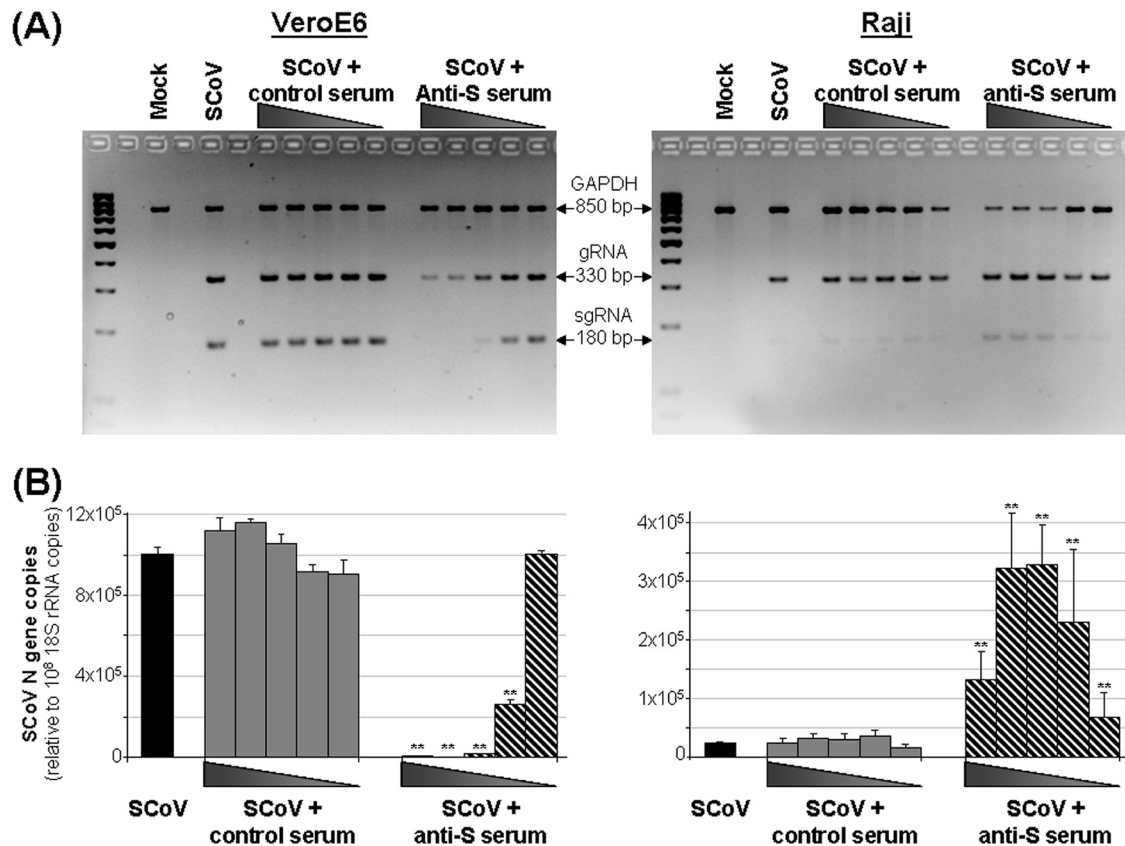 (A)
VeroE6
Raji
Mock
SCoV
SCoV +
control serum
SCoV +
Anti-S serum
Mock
SCoV
SCoV +
control serum
SCoV +
anti-S serum
GAPDH
850 bp
gRNA
330 bp
sgRNA
180 bp
(B)
SCoV N gene copies
(relative to 10⁸ 18S rRNA copies)
12x10⁵
8x10⁵
4x10⁵
0
** ** ** **
SCoV
SCoV +
control serum
SCoV +
anti-S serum
4x10⁵
3x10⁵
2x10⁵
1x10⁵
0
** ** ** ** **
SCoV
SCoV +
control serum
SCoV +
anti-S serum